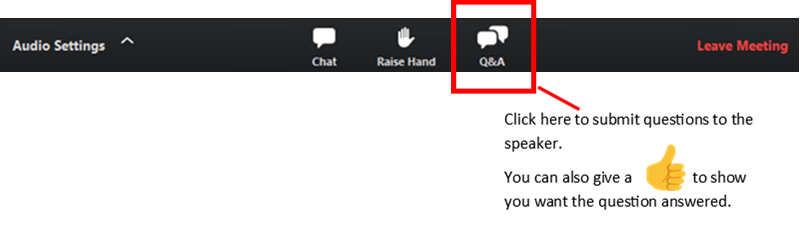 Audio Settings
Chat
Raise Hand
Q&A
Leave Meeting
Click here to submit questions to the
speaker.
You can also give a to show
you want the question answered.